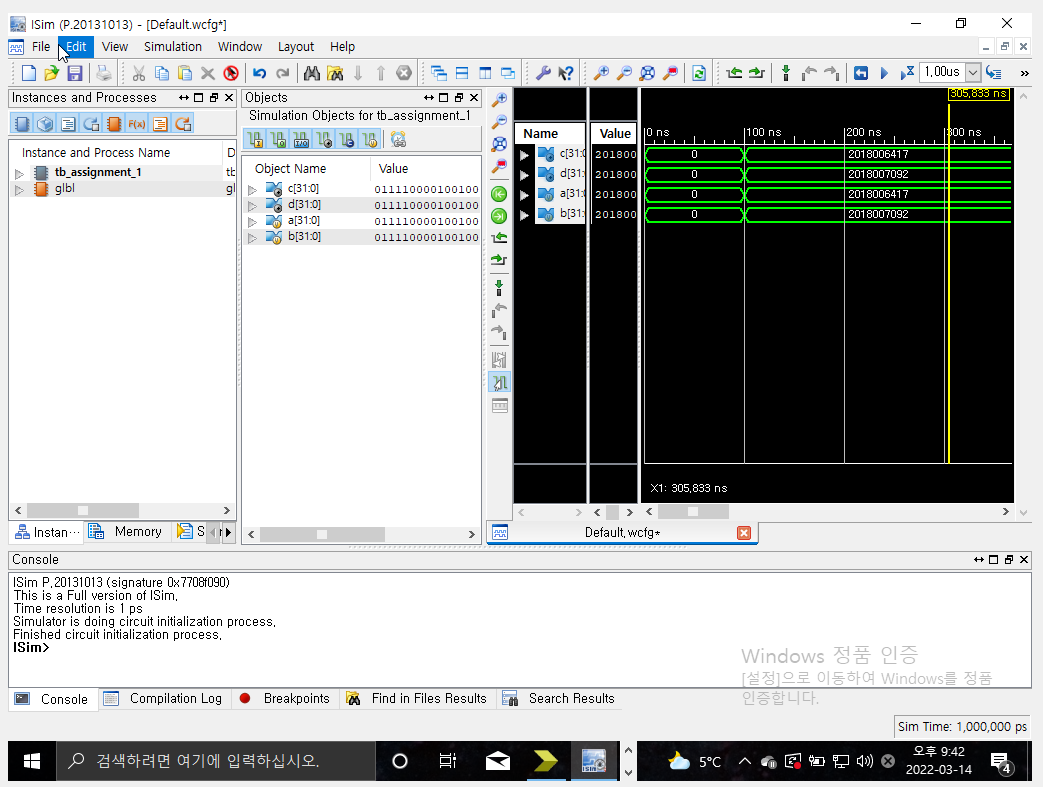 ISim (P.20131013) - [Default.wcfg*]
File Edit View Simulation Window Layout Help
1.00us
»
Instances and Processes
Instance and Process Name D
tb_assignment_1 tb
glbl gl
Instan...
Memory
S
Objects
Simulation Objects for tb_assignment_1
Object Name Value
c[31:0] 011110000100100
d[31:0] 011110000100100
a[31:0] 011110000100100
b[31:0] 011110000100100
305,833 ns
Name Value
0 ns 100 ns 200 ns 300 ns
c[31:0 201800 0 2018006417
d[31: 201800 0 2018007092
a[31:0 201800 0 2018006417
b[31: 201800 0 2018007092
X1: 305,833 ns
Default.wcfg*
Console
ISim P.20131013 (signature 0x7708f090)
This is a Full version of ISim.
Time resolution is 1 ps
Simulator is doing circuit initialization process.
Finished circuit initialization process.
ISim>
Windows 정품 인증
[설정]으로 이동하여 Windows를 정품
인증합니다.
Console Compilation Log Breakpoints Find in Files Results Search Results
Sim Time: 1,000,000 ps
검색하려면 여기에 입력하십시오.
5°C
오후 9:42
2022-03-14
4